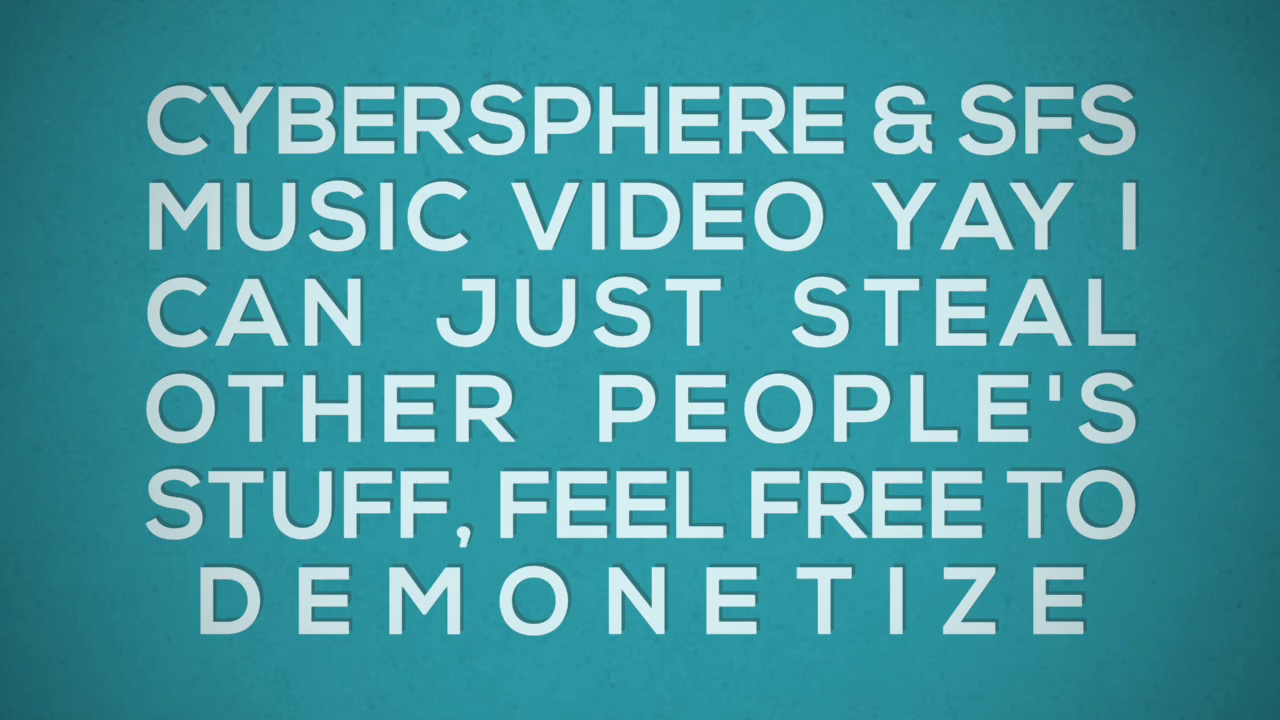 CYBERSPHERE & SFS
MUSIC VIDEO YAY I
CAN JUST STEAL
OTHER PEOPLE'S
STUFF, FEEL FREE TO
DEMONETIZE